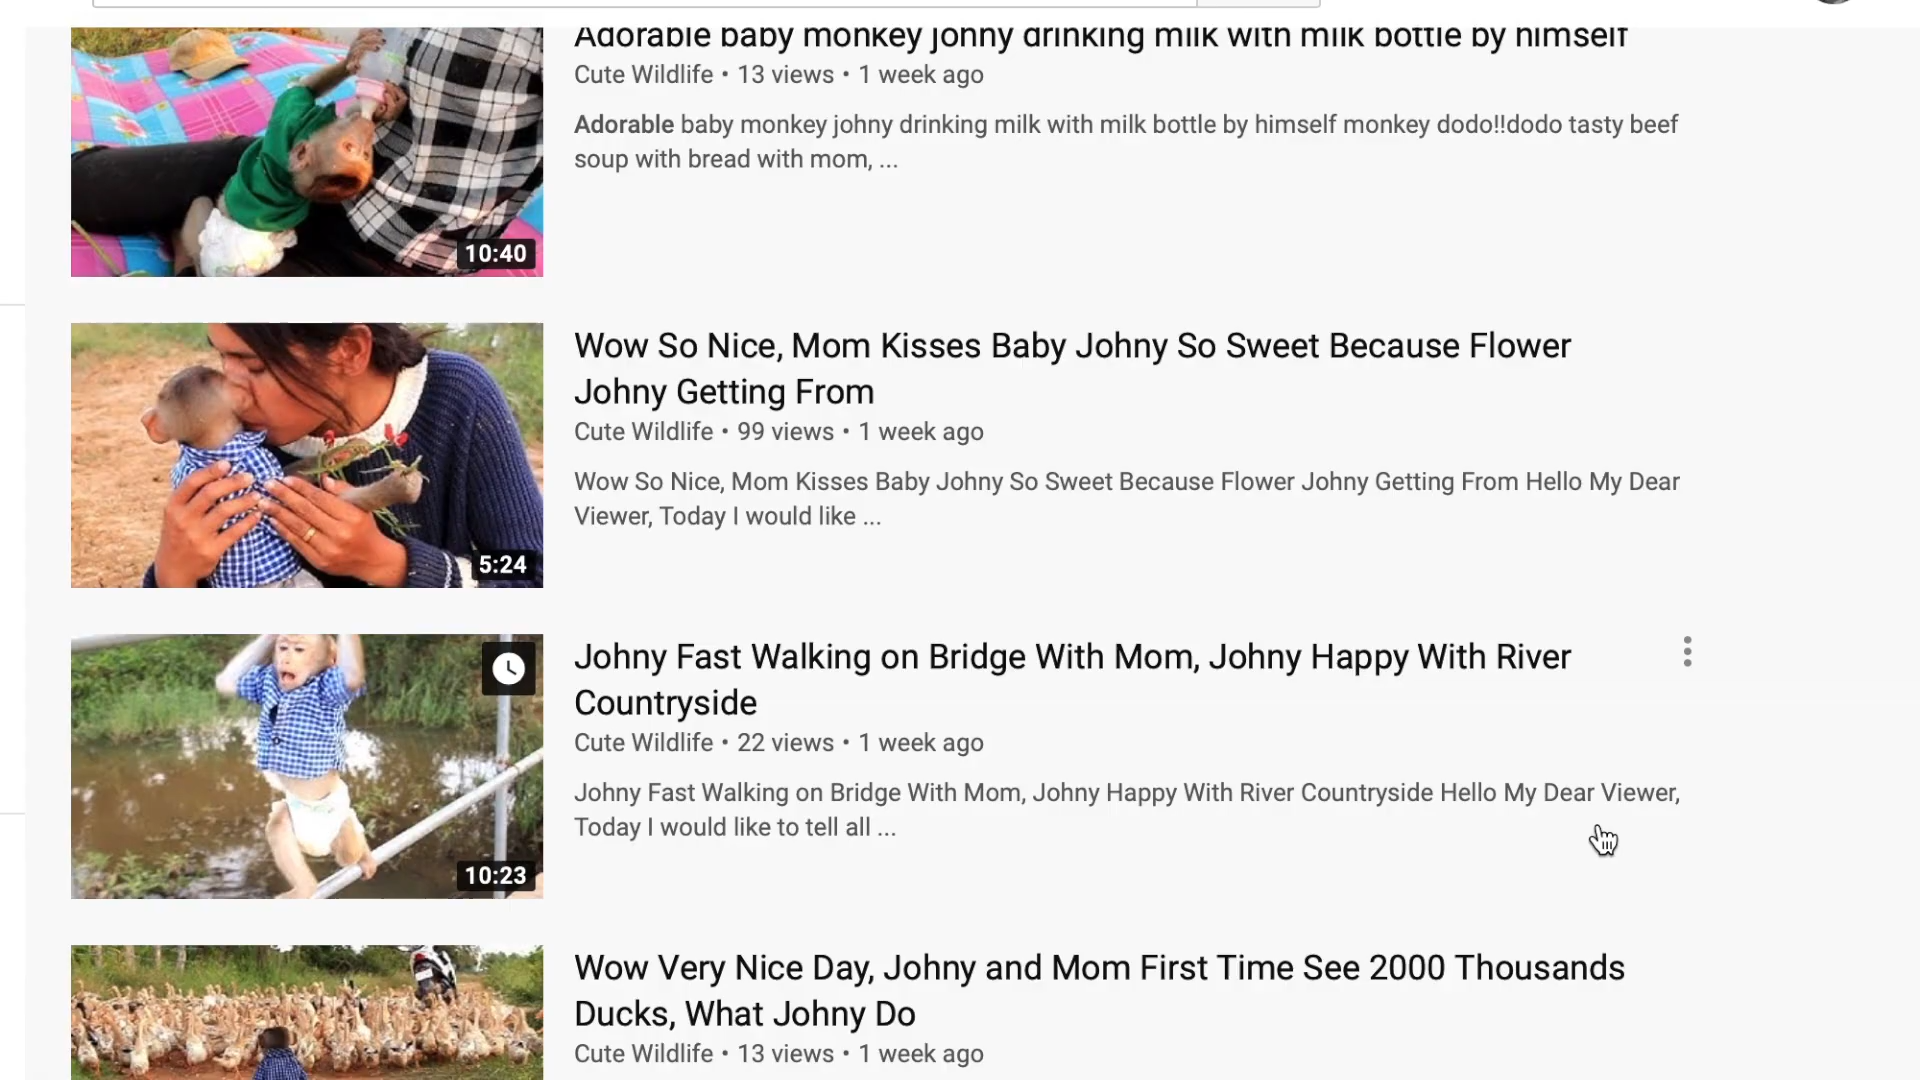 Adorable baby monkey johny drinking milk with milk bottle by himself
Cute Wildlife • 13 views • 1 week ago
Adorable baby monkey johny drinking milk with milk bottle by himself monkey dodo!!dodo tasty beef
soup with bread with mom, ...
10:40
Wow So Nice, Mom Kisses Baby Johny So Sweet Because Flower
Johny Getting From
Cute Wildlife • 99 views • 1 week ago
Wow So Nice, Mom Kisses Baby Johny So Sweet Because Flower Johny Getting From Hello My Dear
Viewer, Today I would like ...
5:24
Johny Fast Walking on Bridge With Mom, Johny Happy With River
Countryside
Cute Wildlife • 22 views • 1 week ago
Johny Fast Walking on Bridge With Mom, Johny Happy With River Countryside Hello My Dear Viewer,
Today I would like to tell all ...
10:23
Wow Very Nice Day, Johny and Mom First Time See 2000 Thousands
Ducks, What Johny Do
Cute Wildlife • 13 views • 1 week ago